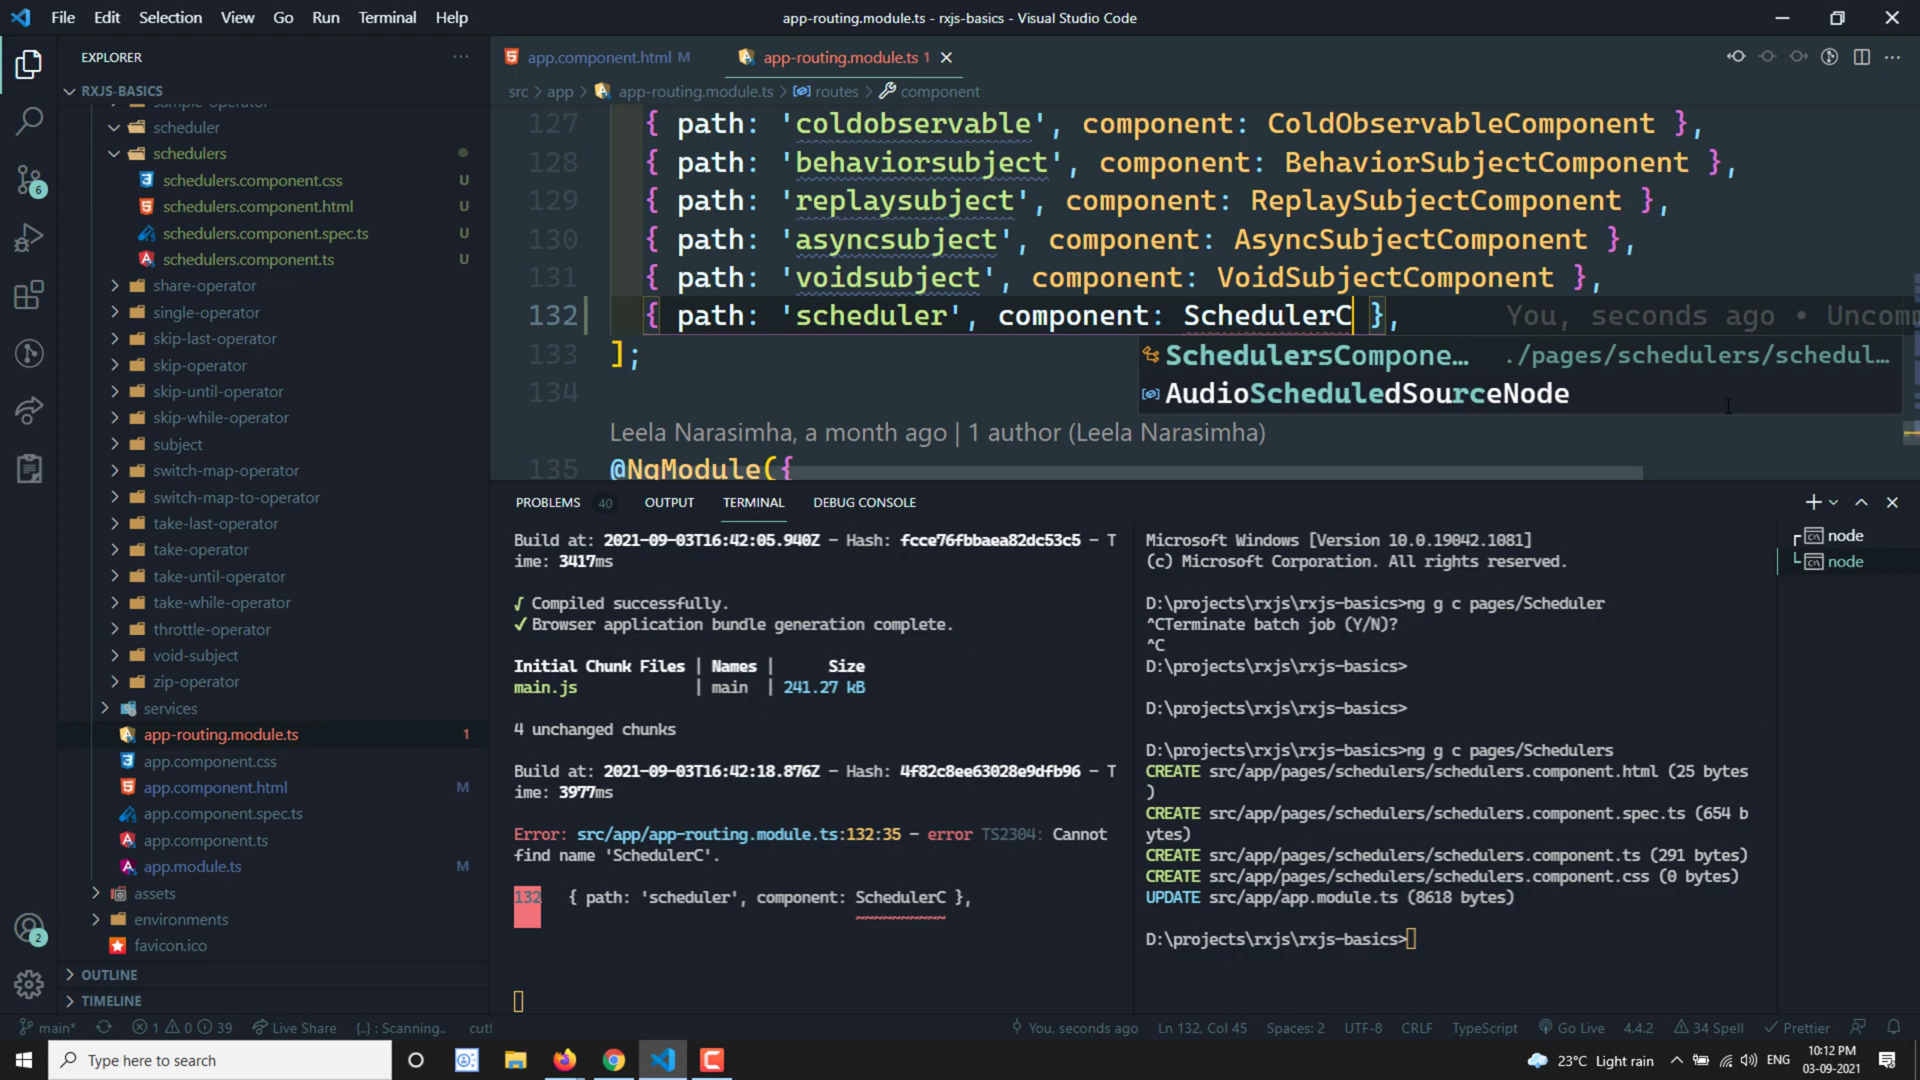 File Edit Selection View Go Run Terminal Help
app-routing.module.ts - rxjs-basics - Visual Studio Code
EXPLORER
RXJS-BASICS
sample-operator
scheduler
schedulers
schedulers.component.css U
schedulers.component.html U
schedulers.component.spec.ts U
schedulers.component.ts U
share-operator
single-operator
skip-last-operator
skip-operator
skip-until-operator
skip-while-operator
subject
switch-map-operator
switch-map-to-operator
take-last-operator
take-operator
take-until-operator
take-while-operator
throttle-operator
void-subject
zip-operator
services
app-routing.module.ts 1
app.component.css
app.component.html M
app.component.spec.ts
app.component.ts
app.module.ts M
assets
environments
favicon.ico
OUTLINE
TIMELINE
6
2
app.component.html M
app-routing.module.ts 1
src > app > app-routing.module.ts > routes > component
127 { path: 'coldobservable', component: ColdObservableComponent },
128 { path: 'behaviorsubject', component: BehaviorSubjectComponent },
129 { path: 'replaysubject', component: ReplaySubjectComponent },
130 { path: 'asyncsubject', component: AsyncSubjectComponent },
131 { path: 'voidsubject', component: VoidSubjectComponent },
132 { path: 'scheduler', component: SchedulerC }, You, seconds ago • Uncomm
133 ];
SchedulersCompone… ./pages/schedulers/schedul…
134
AudioScheduledSourceNode
Leela Narasimha, a month ago | 1 author (Leela Narasimha)
135 @NgModule({
PROBLEMS 40 OUTPUT TERMINAL DEBUG CONSOLE
Build at: 2021-09-03T16:42:05.940Z - Hash: fcce76fbbaea82dc53c5 - T
ime: 3417ms
√ Compiled successfully.
✓ Browser application bundle generation complete.
Initial Chunk Files | Names | Size
main.js | main | 241.27 kB
4 unchanged chunks
Build at: 2021-09-03T16:42:18.876Z - Hash: 4f82c8ee63028e9dfb96 - T
ime: 3977ms
Error: src/app/app-routing.module.ts:132:35 - error TS2304: Cannot
find name 'SchedulerC'.
132 { path: 'scheduler', component: SchedulerC },
~~~~~~~~~~
Microsoft Windows [Version 10.0.19042.1081]
(c) Microsoft Corporation. All rights reserved.
D:\projects\rxjs\rxjs-basics>ng g c pages/Scheduler
^CTerminate batch job (Y/N)?
^C
D:\projects\rxjs\rxjs-basics>
D:\projects\rxjs\rxjs-basics>
D:\projects\rxjs\rxjs-basics>ng g c pages/Schedulers
CREATE src/app/pages/schedulers/schedulers.component.html (25 bytes
)
CREATE src/app/pages/schedulers/schedulers.component.spec.ts (654 b
ytes)
CREATE src/app/pages/schedulers/schedulers.component.ts (291 bytes)
CREATE src/app/pages/schedulers/schedulers.component.css (0 bytes)
UPDATE src/app/app.module.ts (8618 bytes)
D:\projects\rxjs\rxjs-basics>
node
node
main* 1 0 39 Live Share {..} : Scanning.. cut! You, seconds ago Ln 132, Col 45 Spaces: 2 UTF-8 CRLF TypeScript Go Live 4.4.2 34 Spell Prettier
Type here to search
23°C Light rain ENG 10:12 PM
03-09-2021